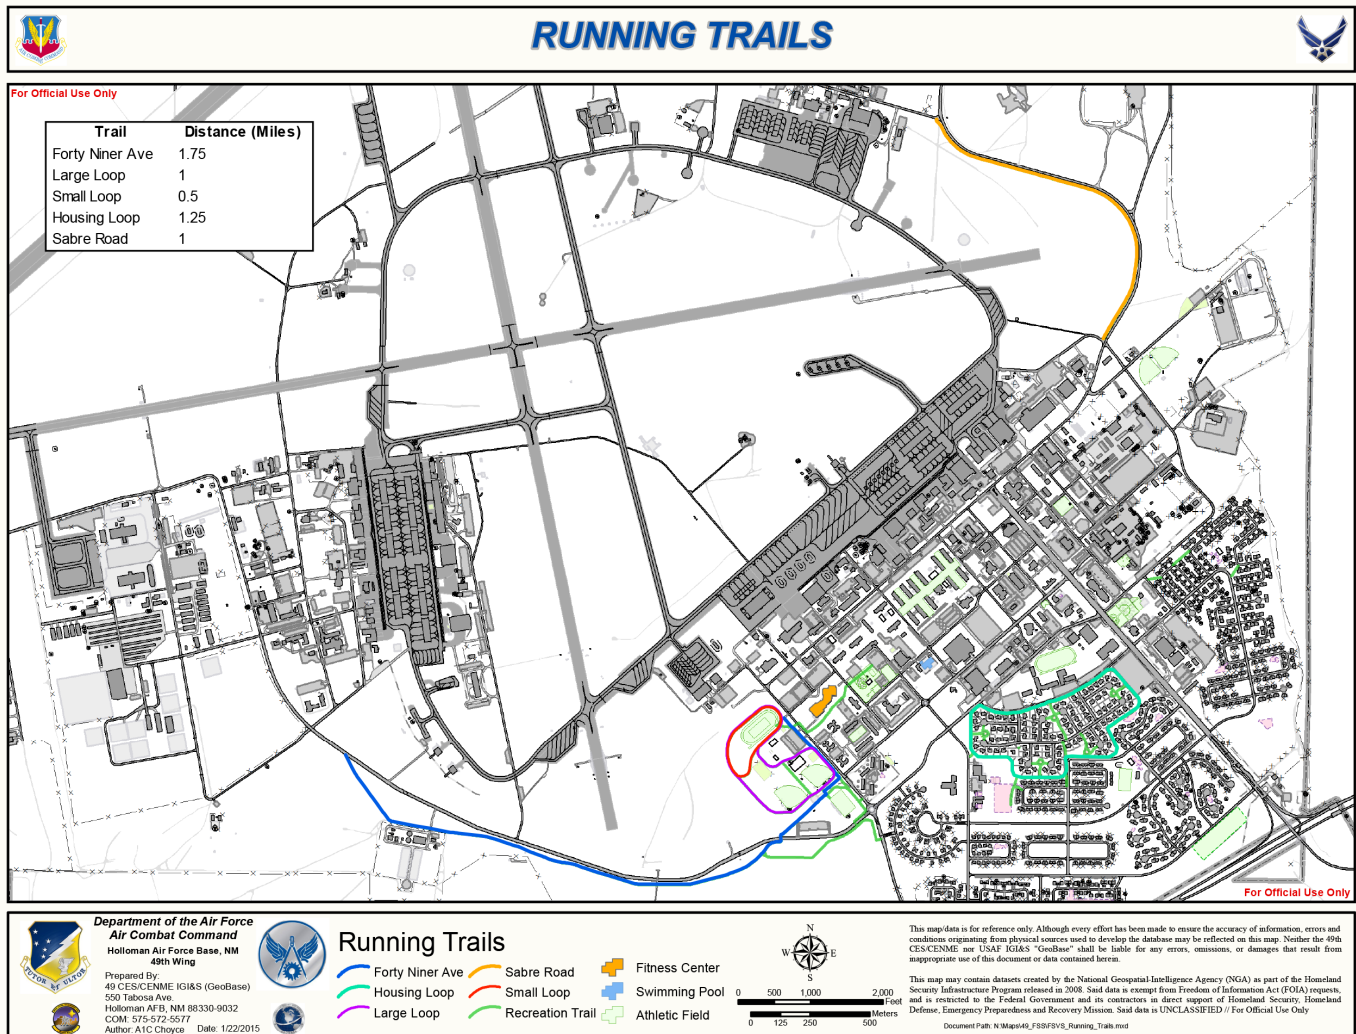 RUNNING TRAILS
For Official Use Only
Trail Distance (Miles)
Forty Niner Ave 1.75
Large Loop 1
Small Loop 0.5
Housing Loop 1.25
Sabre Road 1
For Official Use Only
Department of the Air Force
Air Combat Command
Holloman Air Force Base, NM
49th Wing
Prepared By:
49 CES/CENME IGI&S (GeoBase)
550 Tabosa Ave.
Holloman AFB, NM 88330-9032
COM: 575-572-5577
Author: A1C Choyce Date: 1/22/2015
TUTOR ET ULTOR
Running Trails
Forty Niner Ave
Housing Loop
Large Loop
Sabre Road
Small Loop
Recreation Trail
Fitness Center
Swimming Pool
Athletic Field
N
W E
S
0 500 1,000 2,000
Feet
Meters
0 125 250 500
This map/data is for reference only. Although every effort has been made to ensure the accuracy of information, errors and
conditions originating from physical sources used to develop the database may be reflected on this map. Neither the 49th
CES/CENME nor USAF IGI&S "GeoBase" shall be liable for any errors, omissions, or damages that result from
inappropriate use of this document or data contained herein.
This map may contain datasets created by the National Geospatial-Intelligence Agency (NGA) as part of the Homeland
Security Infrastructure Program released in 2008. Said data is exempt from Freedom of Information Act (FOIA) requests,
and is restricted to the Federal Government and its contractors in direct support of Homeland Security, Homeland
Defense, Emergency Preparedness and Recovery Mission. Said data is UNCLASSIFIED // For Official Use Only
Document Path: N:\Maps\49_FSS\FSVS_Running_Trails.mxd